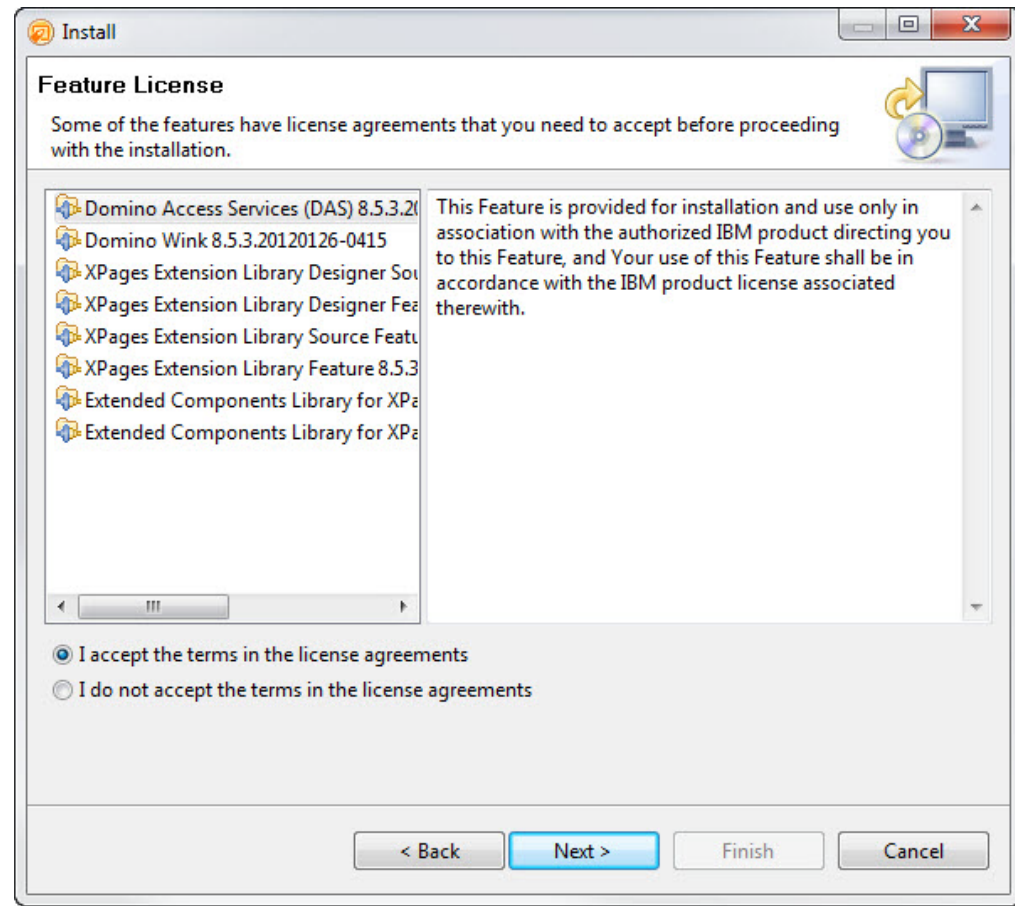 Install
Feature License
Some of the features have license agreements that you need to accept before proceeding
with the installation.
Domino Access Services (DAS) 8.5.3.20
Domino Wink 8.5.3.20120126-0415
XPages Extension Library Designer Sou
XPages Extension Library Designer Fea
XPages Extension Library Source Featu
XPages Extension Library Feature 8.5.3
Extended Components Library for XPa
Extended Components Library for XPa
This Feature is provided for installation and use only in
association with the authorized IBM product directing you
to this Feature, and Your use of this Feature shall be in
accordance with the IBM product license associated
therewith.
I accept the terms in the license agreements
I do not accept the terms in the license agreements
< Back
Next >
Finish
Cancel